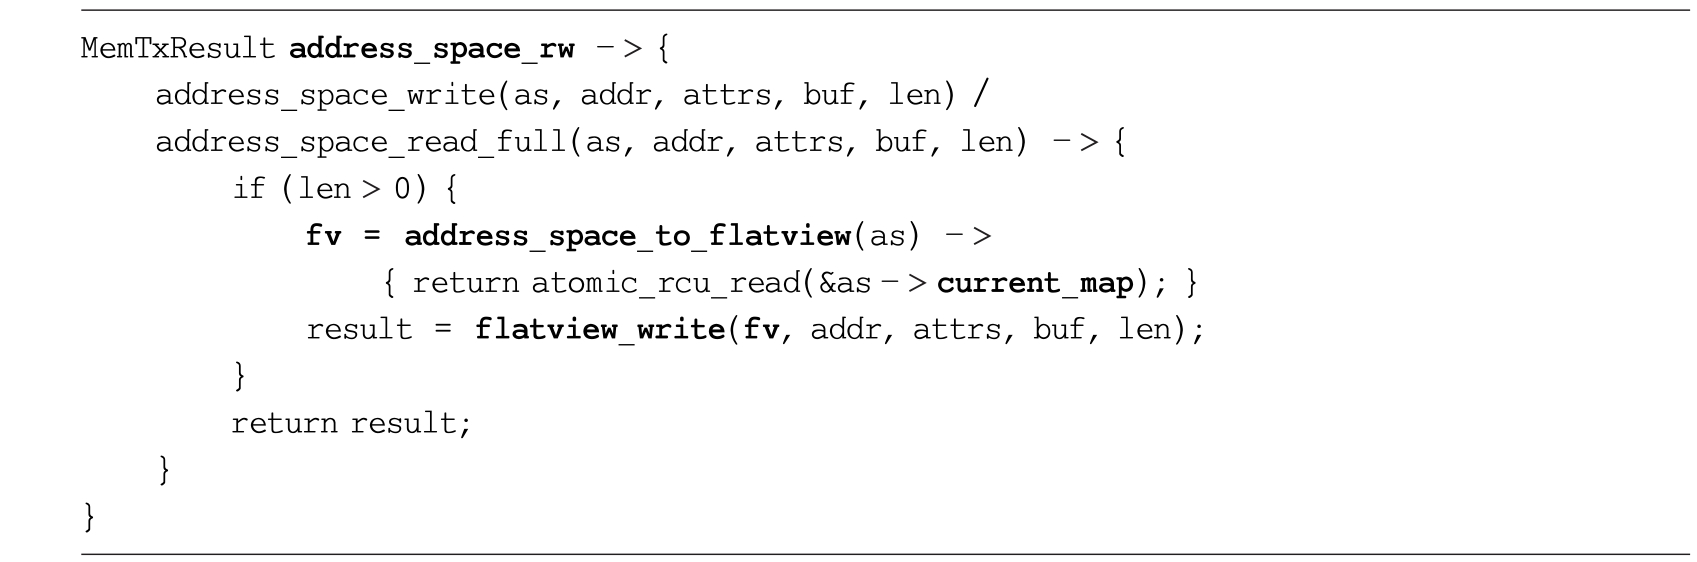 MemTxResult address_space_rw -> {
address_space_write(as, addr, attrs, buf, len) /
address_space_read_full(as, addr, attrs, buf, len) -> {
if (len > 0) {
fv = address_space_to_flatview(as) ->
{ return atomic_rcu_read(&as -> current_map); }
result = flatview_write(fv, addr, attrs, buf, len);
}
return result;
}
}